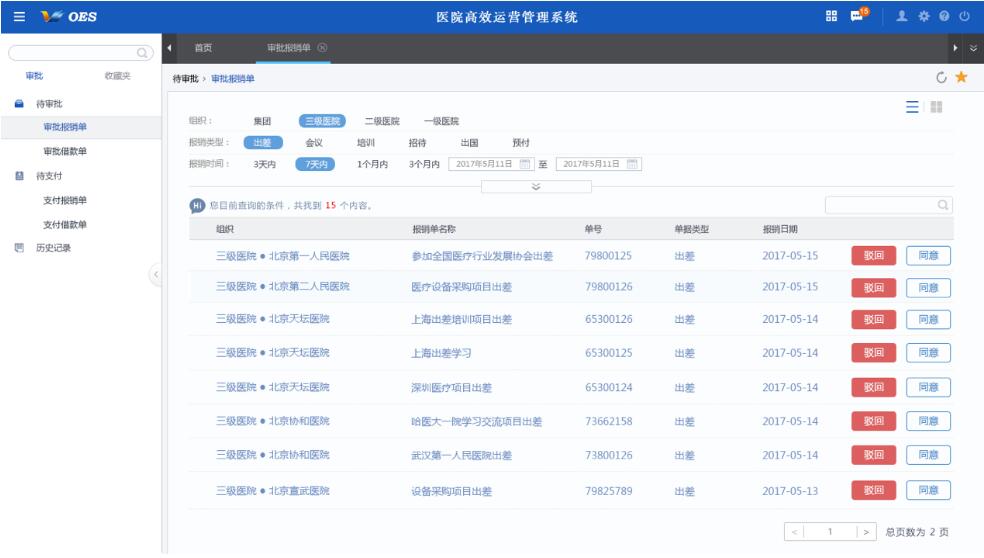 OES 医院高效运营管理系统 15
首页 审批报销单
审批 收藏夹
待审批 › 审批报销单
待审批
审批报销单
审批借款单
待支付
支付报销单
支付借款单
历史记录
组织： 集团 三级医院 二级医院 一级医院
报销类型： 出差 会议 培训 招待 出国 预付
报销时间： 3天内 7天内 1个月内 3个月内 2017年5月11日 至 2017年5月11日
Hi 您目前查询的条件，共找到 15 个内容。
组织 报销单名称 单号 单据类型 报销日期
三级医院 ● 北京第一人民医院 参加全国医疗行业发展协会出差 79800125 出差 2017-05-15 驳回 同意
三级医院 ● 北京第二人民医院 医疗设备采购项目出差 79800126 出差 2017-05-15 驳回 同意
三级医院 ● 北京天坛医院 上海出差培训项目出差 65300126 出差 2017-05-14 驳回 同意
三级医院 ● 北京天坛医院 上海出差学习 65300125 出差 2017-05-14 驳回 同意
三级医院 ● 北京天坛医院 深圳医疗项目出差 65300124 出差 2017-05-14 驳回 同意
三级医院 ● 北京协和医院 哈医大一院学习交流项目出差 73662158 出差 2017-05-14 驳回 同意
三级医院 ● 北京协和医院 武汉第一人民医院出差 73800126 出差 2017-05-14 驳回 同意
三级医院 ● 北京宣武医院 设备采购项目出差 79825789 出差 2017-05-13 驳回 同意
< 1 > 总页数为 2 页